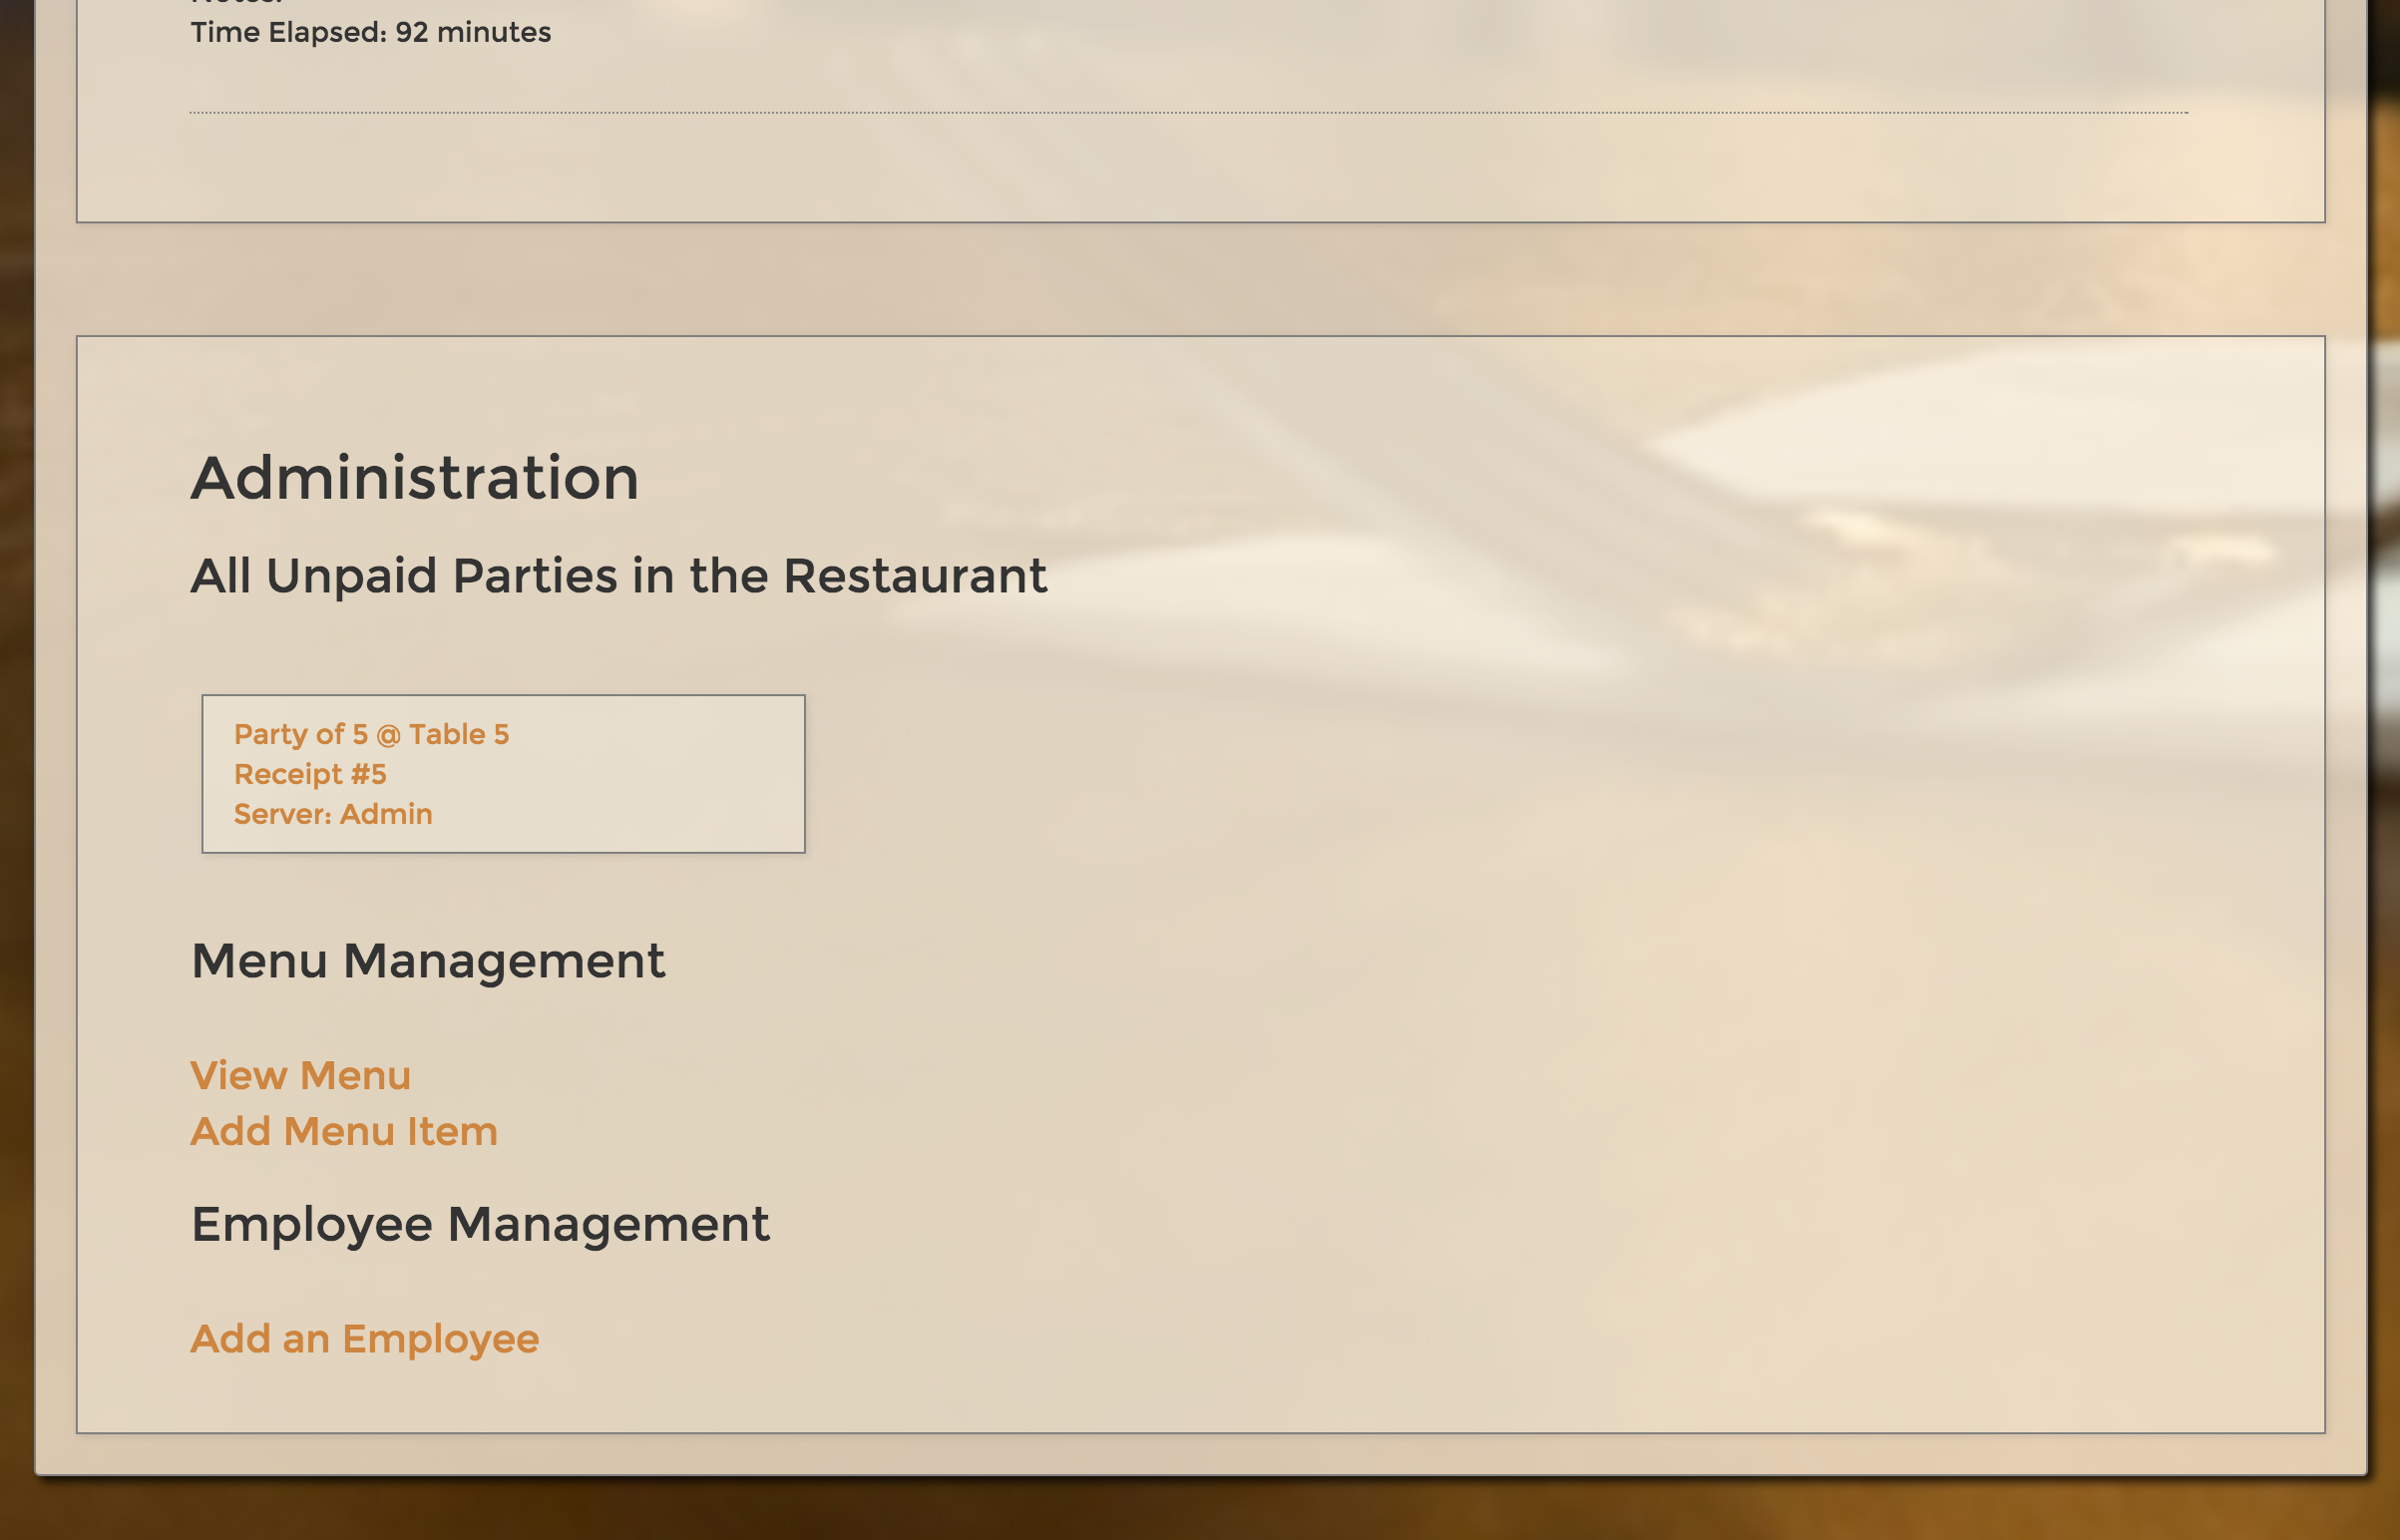 Time Elapsed: 92 minutes
Administration
All Unpaid Parties in the Restaurant
Party of 5 @ Table 5
Receipt #5
Server: Admin
Menu Management
View Menu
Add Menu Item
Employee Management
Add an Employee